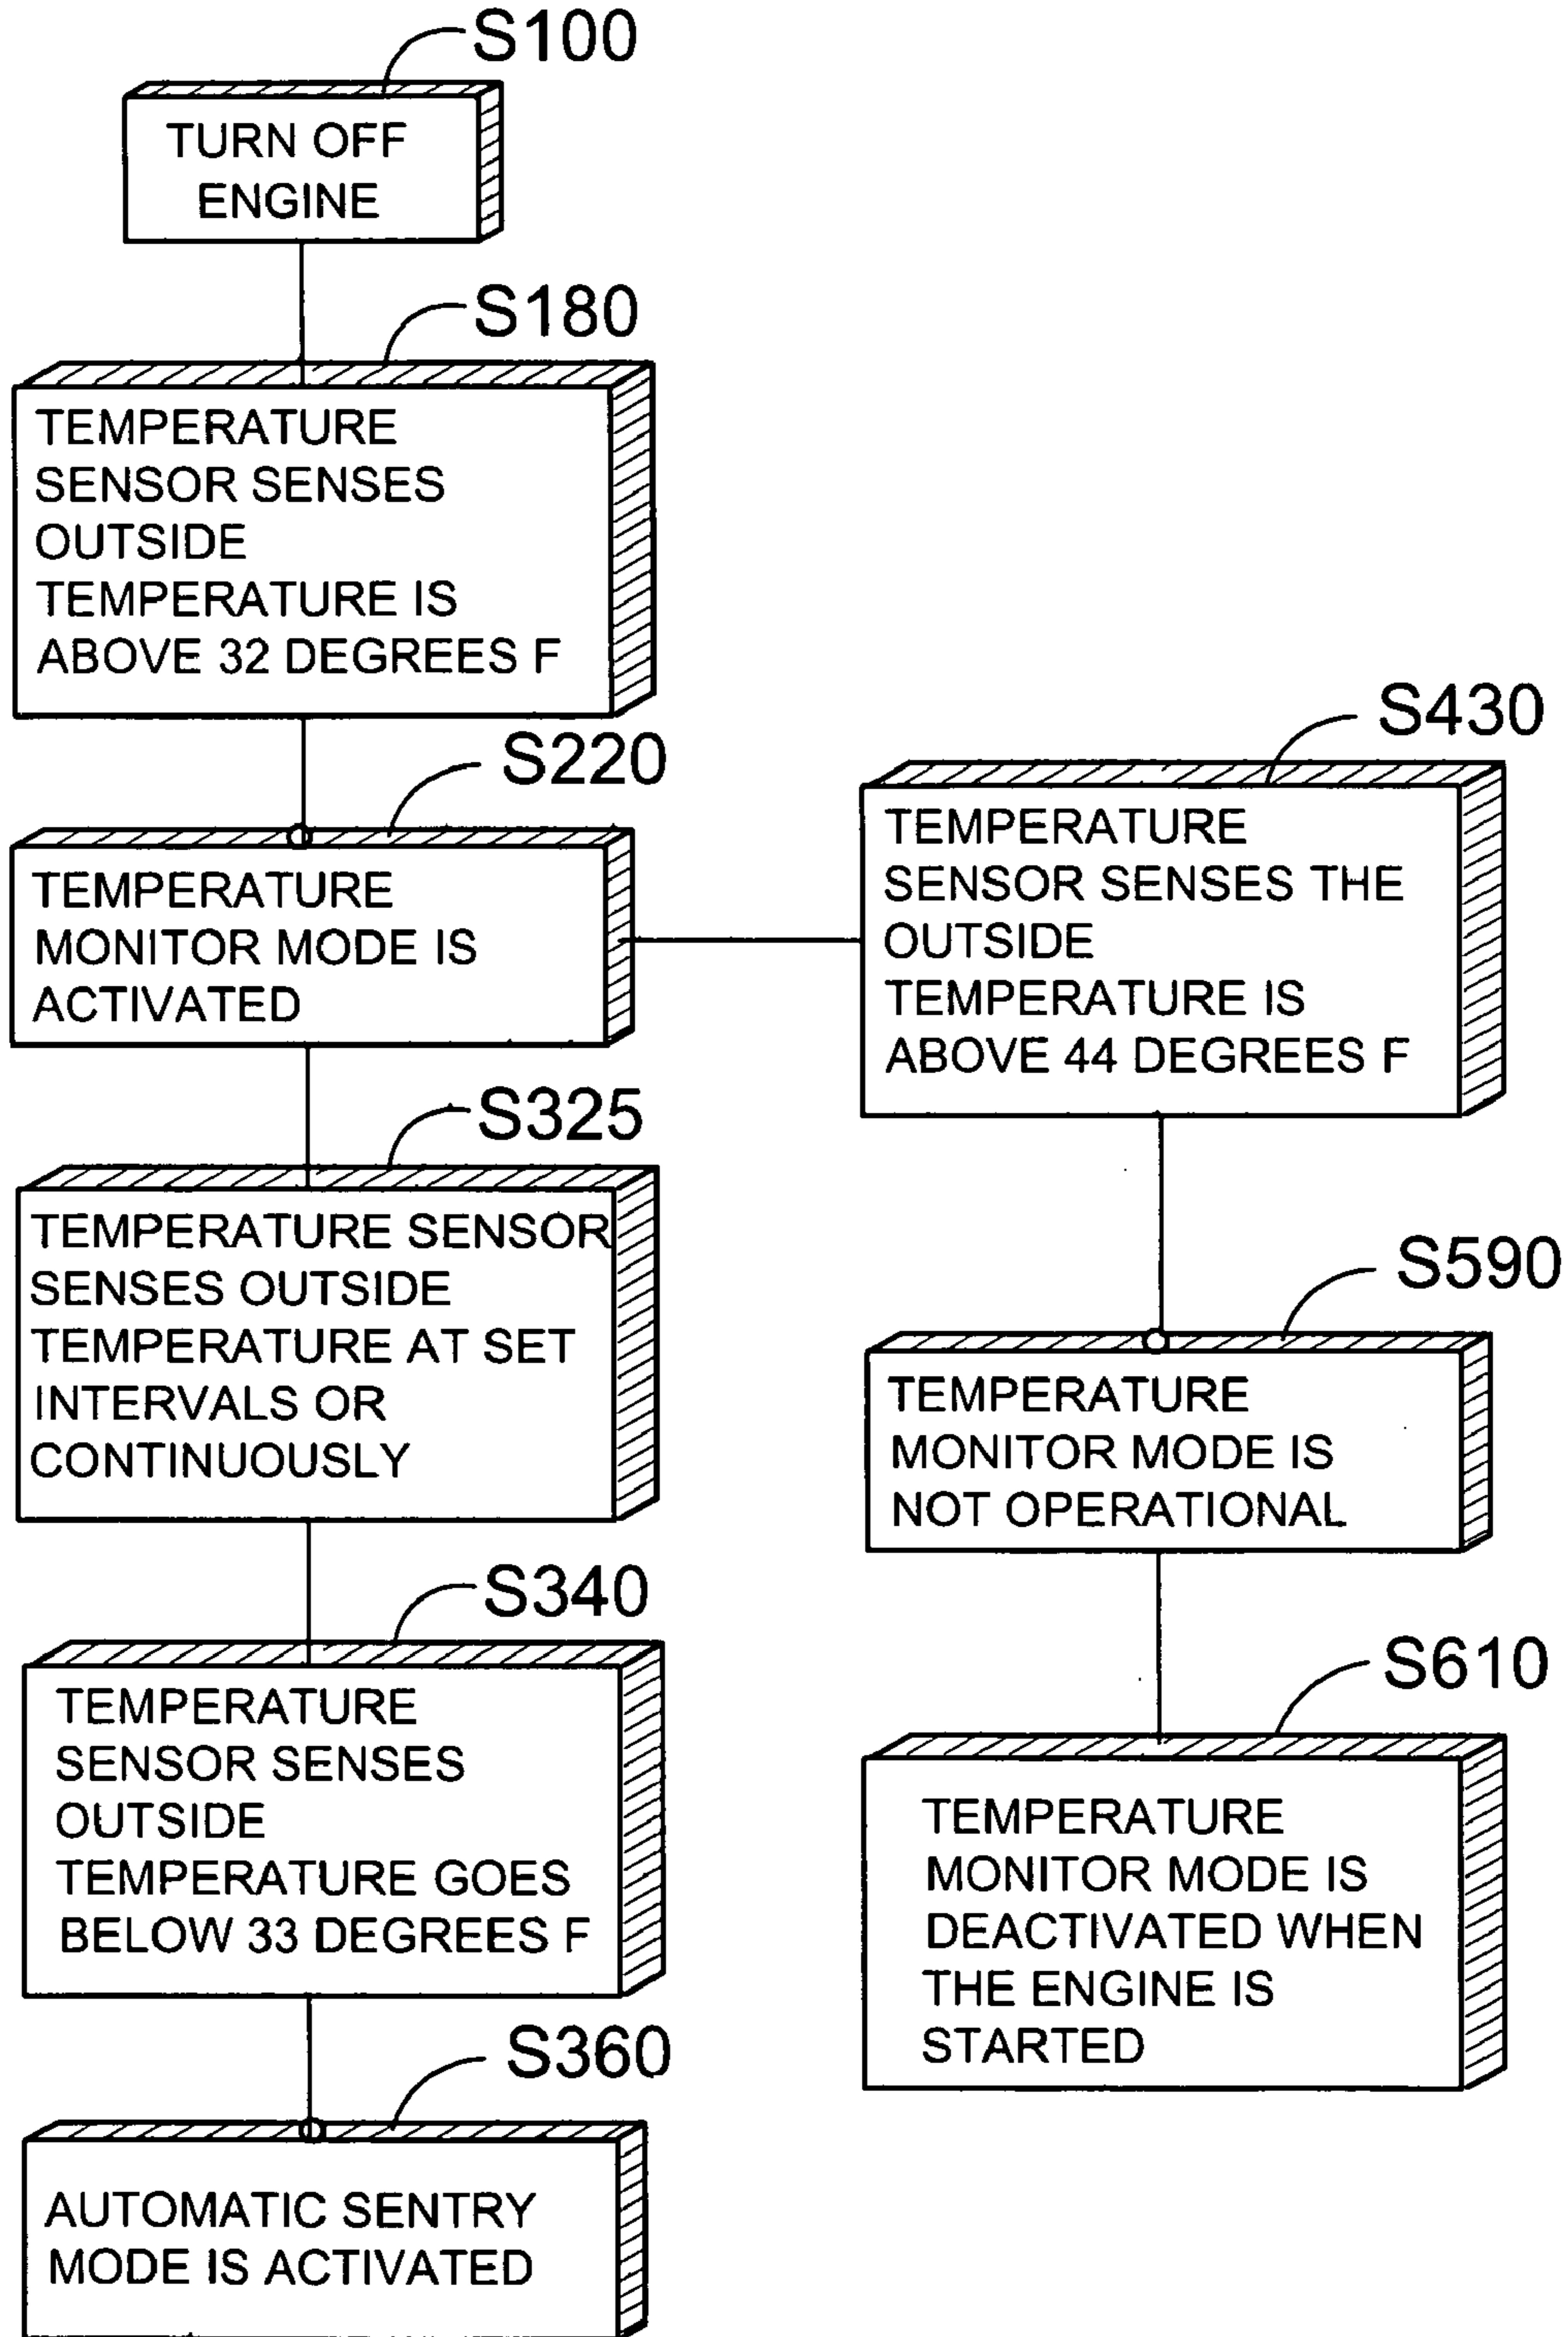 S100
TURN OFF
ENGINE
S180
TEMPERATURE
SENSOR SENSES
OUTSIDE
TEMPERATURE IS
ABOVE 32 DEGREES F
S220
TEMPERATURE
MONITOR MODE IS
ACTIVATED
S325
TEMPERATURE SENSOR
SENSES OUTSIDE
TEMPERATURE AT SET
INTERVALS OR
CONTINUOUSLY
S340
TEMPERATURE
SENSOR SENSES
OUTSIDE
TEMPERATURE GOES
BELOW 33 DEGREES F
S360
AUTOMATIC SENTRY
MODE IS ACTIVATED
S430
TEMPERATURE
SENSOR SENSES THE
OUTSIDE
TEMPERATURE IS
ABOVE 44 DEGREES F
S590
TEMPERATURE
MONITOR MODE IS
NOT OPERATIONAL
S610
TEMPERATURE
MONITOR MODE IS
DEACTIVATED WHEN
THE ENGINE IS
STARTED